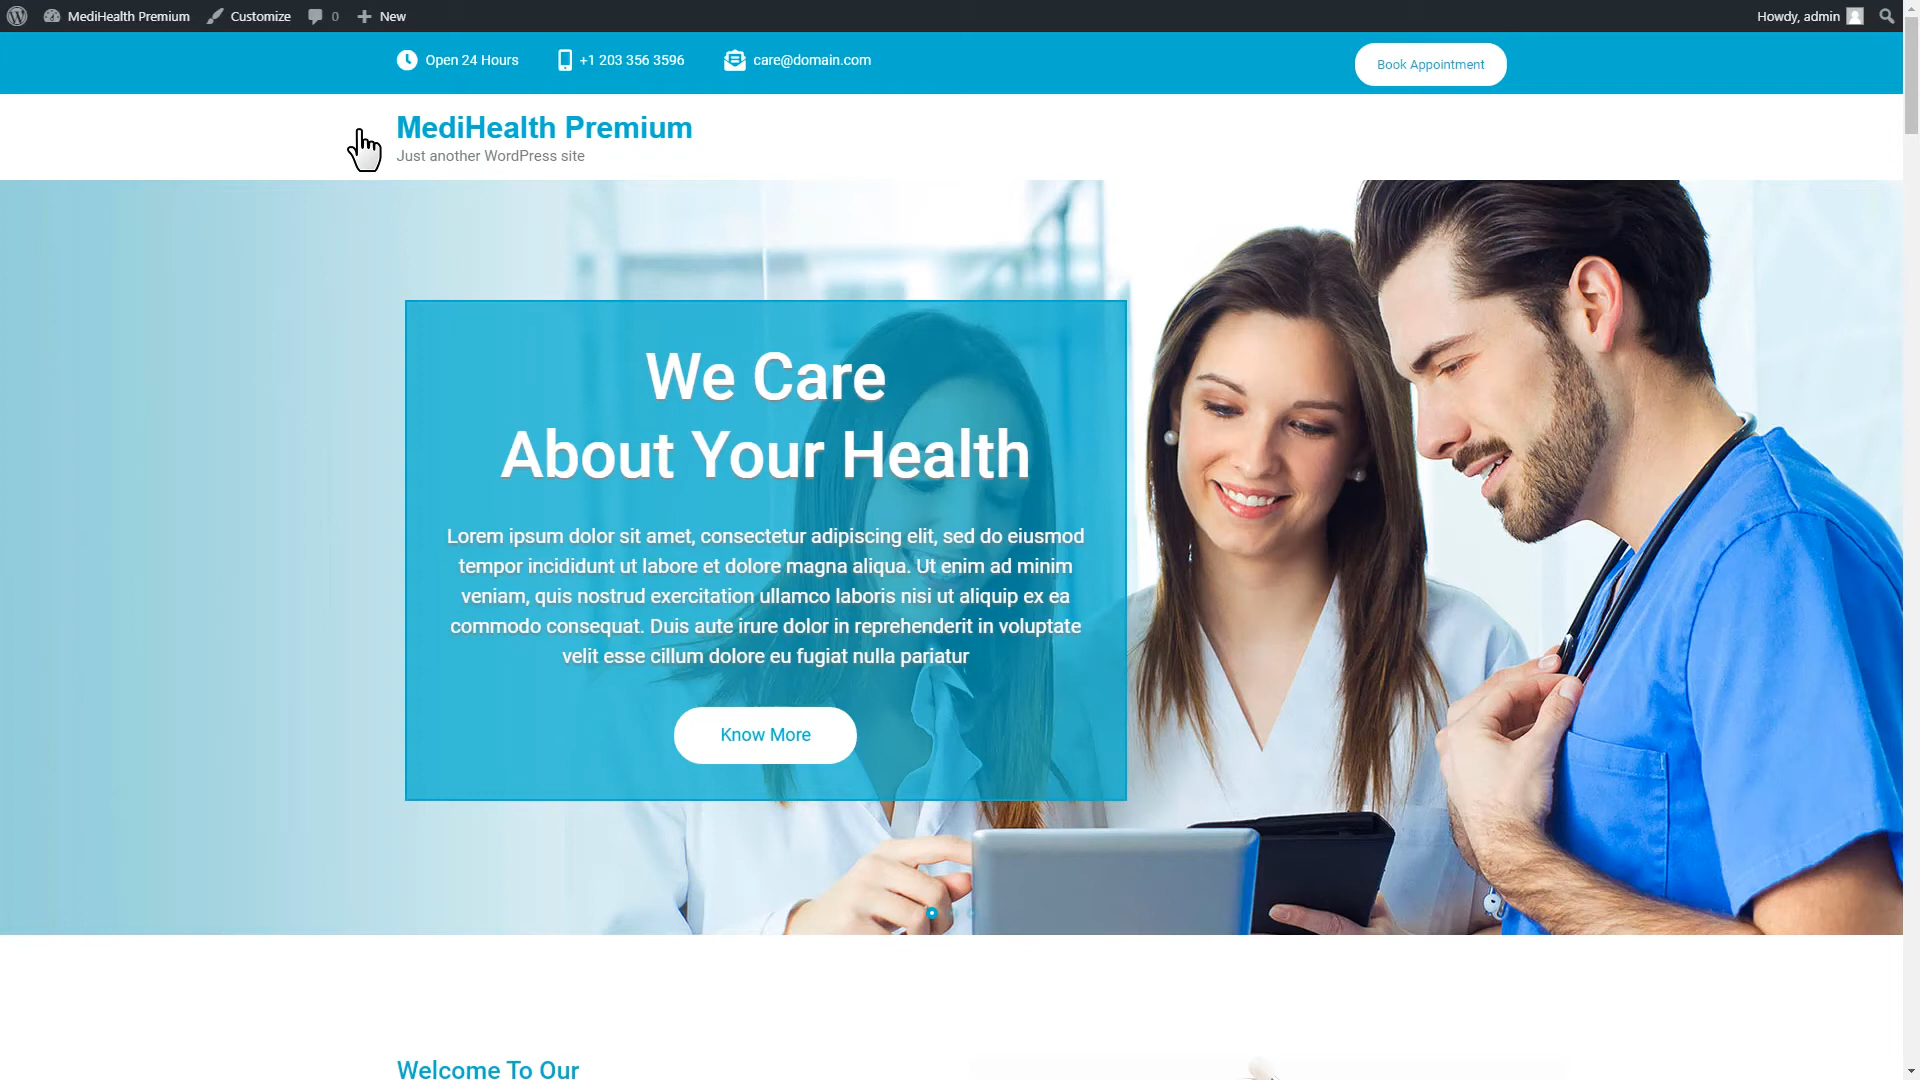 MediHealth Premium Customize 0 New Howdy, admin
Open 24 Hours +1 203 356 3596 care@domain.com Book Appointment
MediHealth Premium
Just another WordPress site
We Care
About Your Health
Lorem ipsum dolor sit amet, consectetur adipiscing elit, sed do eiusmod
tempor incididunt ut labore et dolore magna aliqua. Ut enim ad minim
veniam, quis nostrud exercitation ullamco laboris nisi ut aliquip ex ea
commodo consequat. Duis aute irure dolor in reprehenderit in voluptate
velit esse cillum dolore eu fugiat nulla pariatur
Know More
Welcome To Our